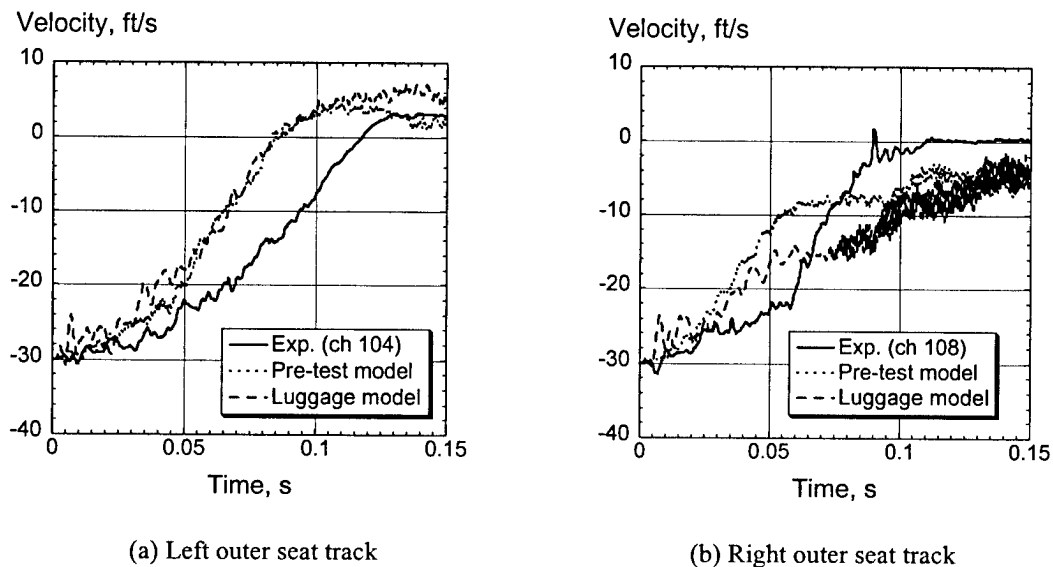 Velocity, ft/s
10
0
-10
-20
-30
-40
0
0.05
0.1
0.15
Exp. (ch 104)
Pre-test model
Luggage model
Time, s
(a) Left outer seat track
Velocity, ft/s
10
0
-10
-20
-30
-40
0
0.05
0.1
0.15
Exp. (ch 108)
Pre-test model
Luggage model
Time, s
(b) Right outer seat track